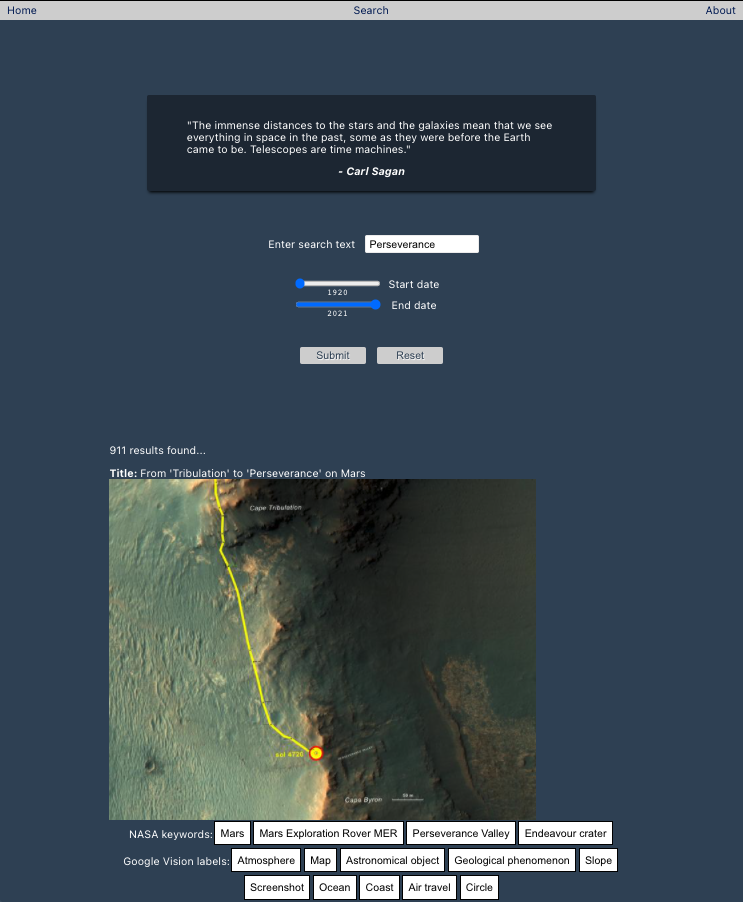 Home Search About
"The immense distances to the stars and the galaxies mean that we see
everything in space in the past, some as they were before the Earth
came to be. Telescopes are time machines."
- Carl Sagan
Enter search text Perseverance
Start date
1920
End date
2021
Submit Reset
911 results found...
Title: From 'Tribulation' to 'Perseverance' on Mars
Cape Tribulation
sol 4720
Cape Byron
NASA keywords: Mars Mars Exploration Rover MER Perseverance Valley Endeavour crater
Google Vision labels: Atmosphere Map Astronomical object Geological phenomenon Slope
Screenshot Ocean Coast Air travel Circle